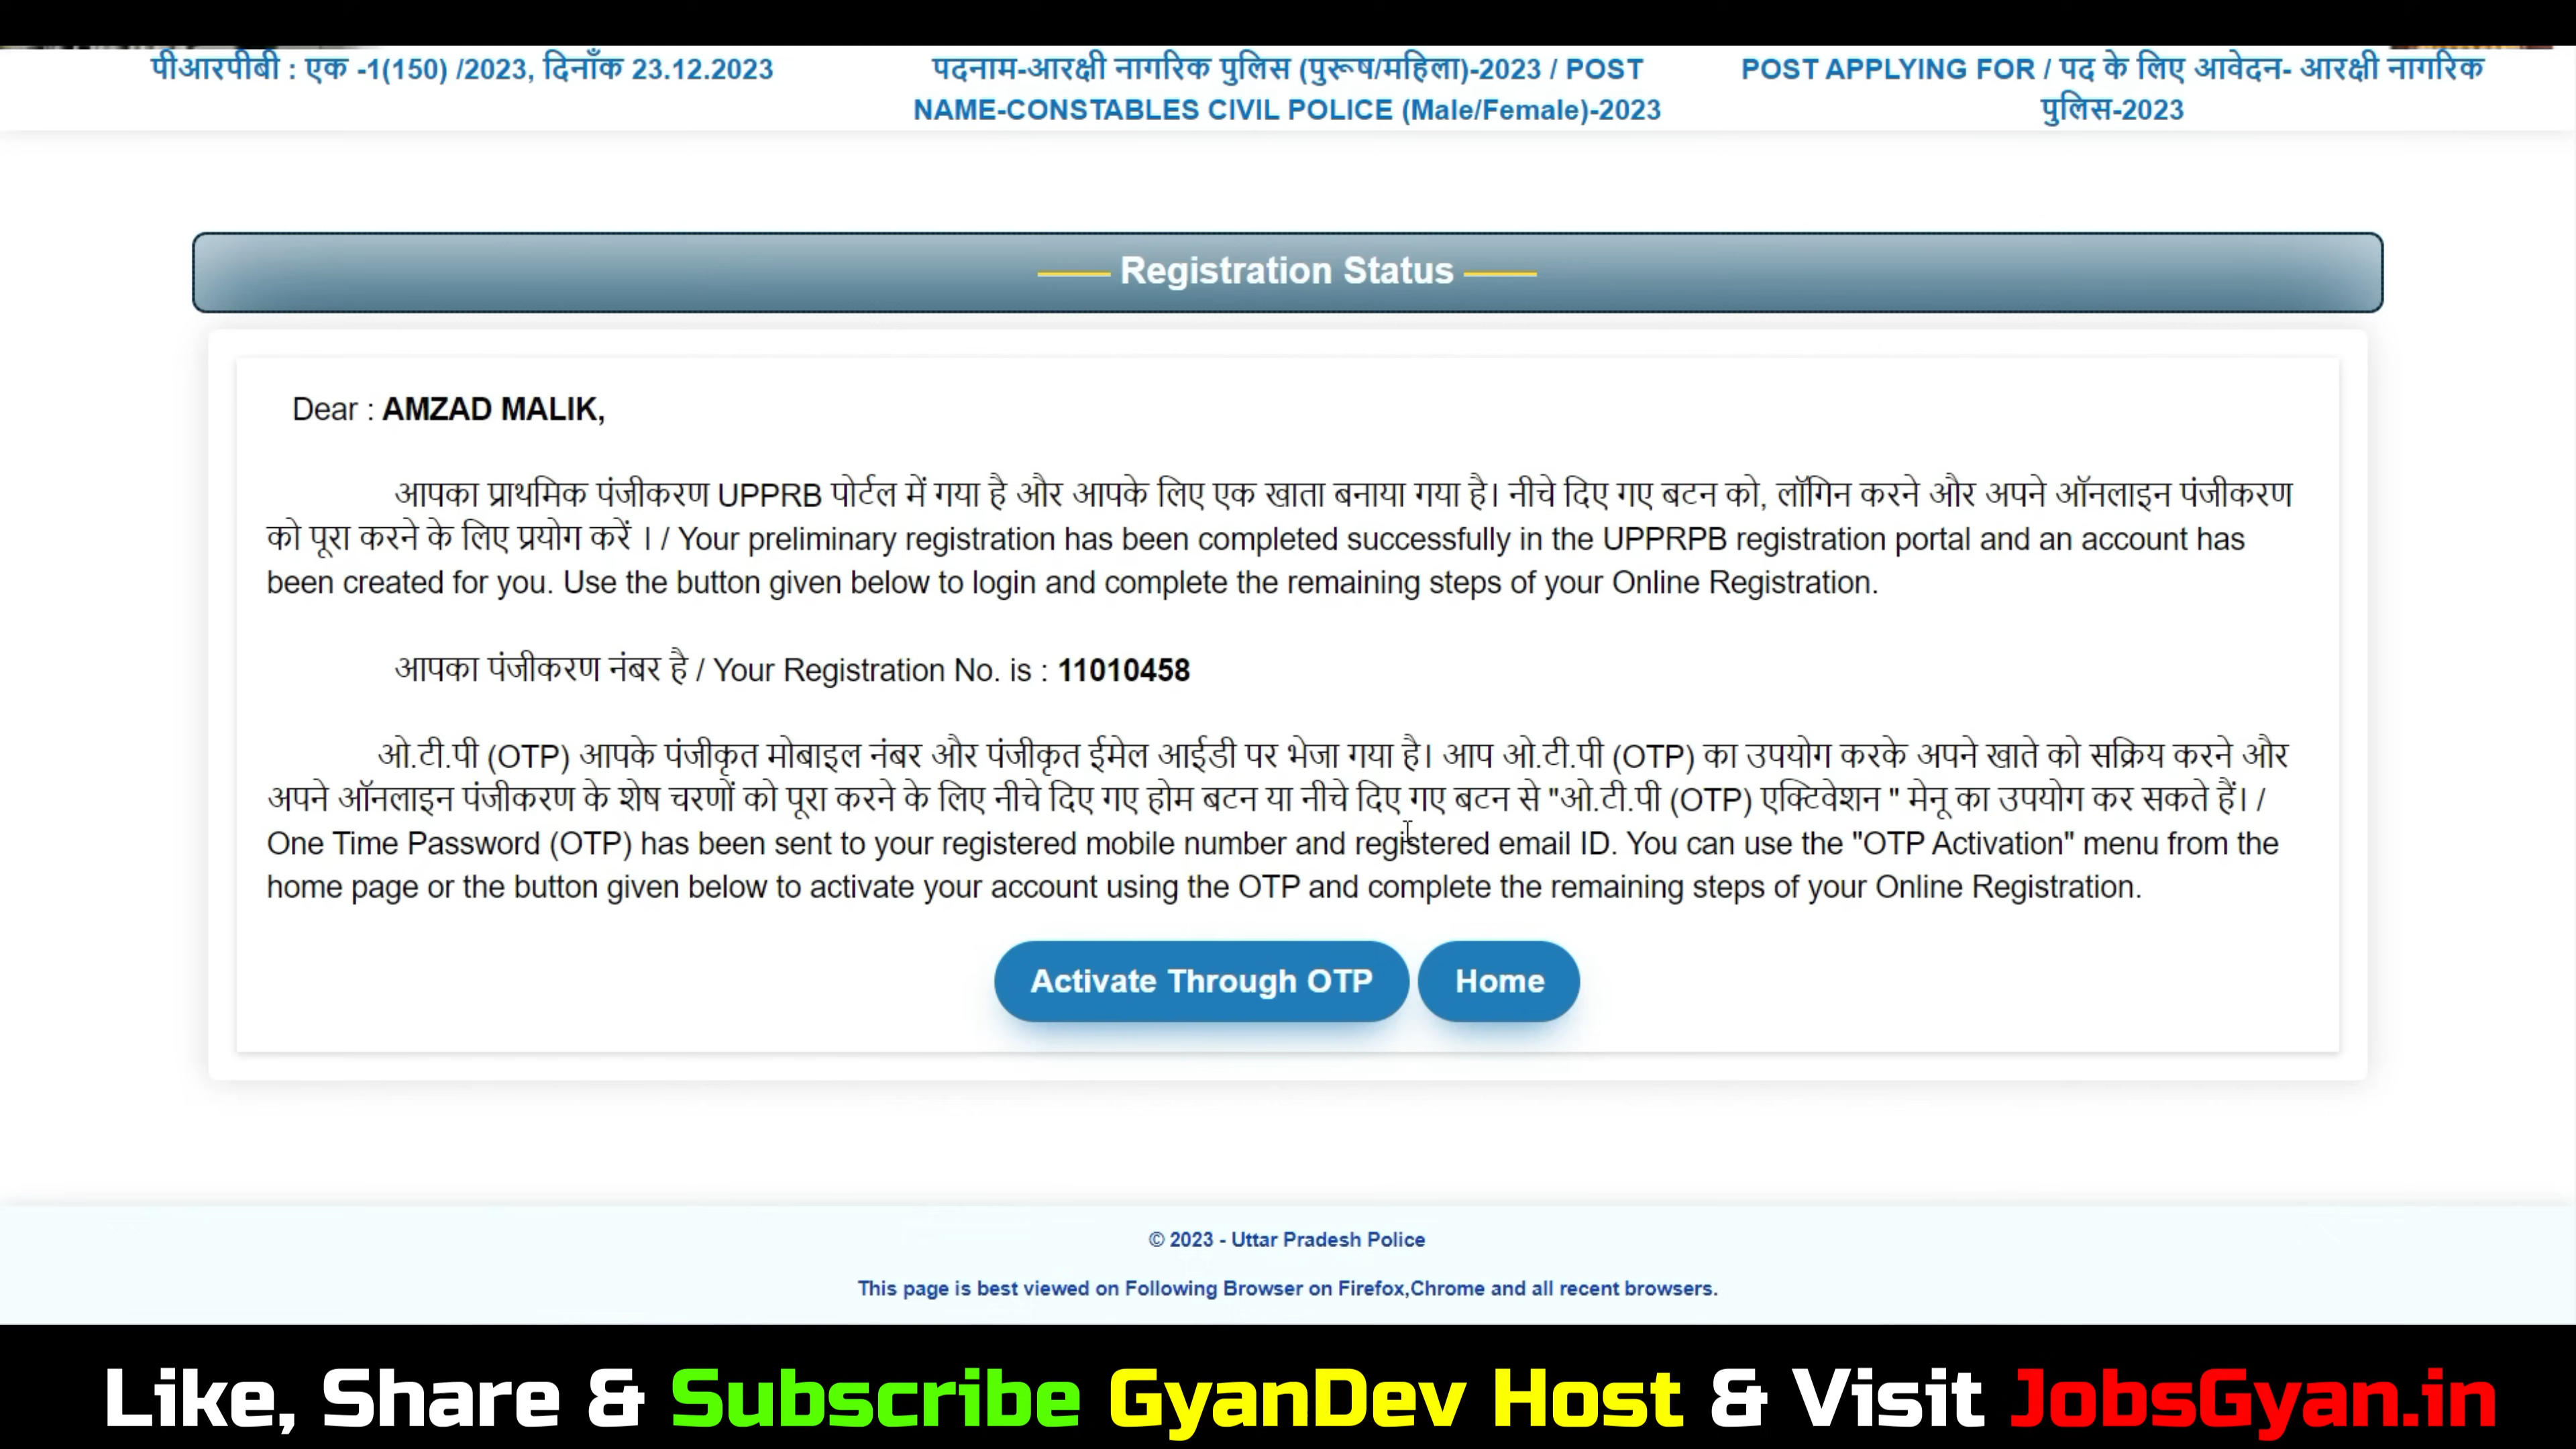 पीआरपीबी : एक -1(150) /2023, दिनाँक 23.12.2023
पदनाम-आरक्षी नागरिक पुलिस (पुरूष/महिला)-2023 / POST
NAME-CONSTABLES CIVIL POLICE (Male/Female)-2023
POST APPLYING FOR / पद के लिए आवेदन- आरक्षी नागरिक
पुलिस-2023
Registration Status
Dear : AMZAD MALIK,
आपका प्राथमिक पंजीकरण UPPRB पोर्टल में गया है और आपके लिए एक खाता बनाया गया है। नीचे दिए गए बटन को, लॉगिन करने और अपने ऑनलाइन पंजीकरण
को पूरा करने के लिए प्रयोग करें । / Your preliminary registration has been completed successfully in the UPPRPB registration portal and an account has
been created for you. Use the button given below to login and complete the remaining steps of your Online Registration.
आपका पंजीकरण नंबर है / Your Registration No. is : 11010458
ओ.टी.पी (OTP) आपके पंजीकृत मोबाइल नंबर और पंजीकृत ईमेल आईडी पर भेजा गया है। आप ओ.टी.पी (OTP) का उपयोग करके अपने खाते को सक्रिय करने और
अपने ऑनलाइन पंजीकरण के शेष चरणों को पूरा करने के लिए नीचे दिए गए होम बटन या नीचे दिए गए बटन से "ओ.टी.पी (OTP) एक्टिवेशन " मेनू का उपयोग कर सकते हैं। /
One Time Password (OTP) has been sent to your registered mobile number and registered email ID. You can use the "OTP Activation" menu from the
home page or the button given below to activate your account using the OTP and complete the remaining steps of your Online Registration.
Activate Through OTP
Home
© 2023 - Uttar Pradesh Police
This page is best viewed on Following Browser on Firefox,Chrome and all recent browsers.
Like, Share & Subscribe GyanDev Host & Visit JobsGyan.in